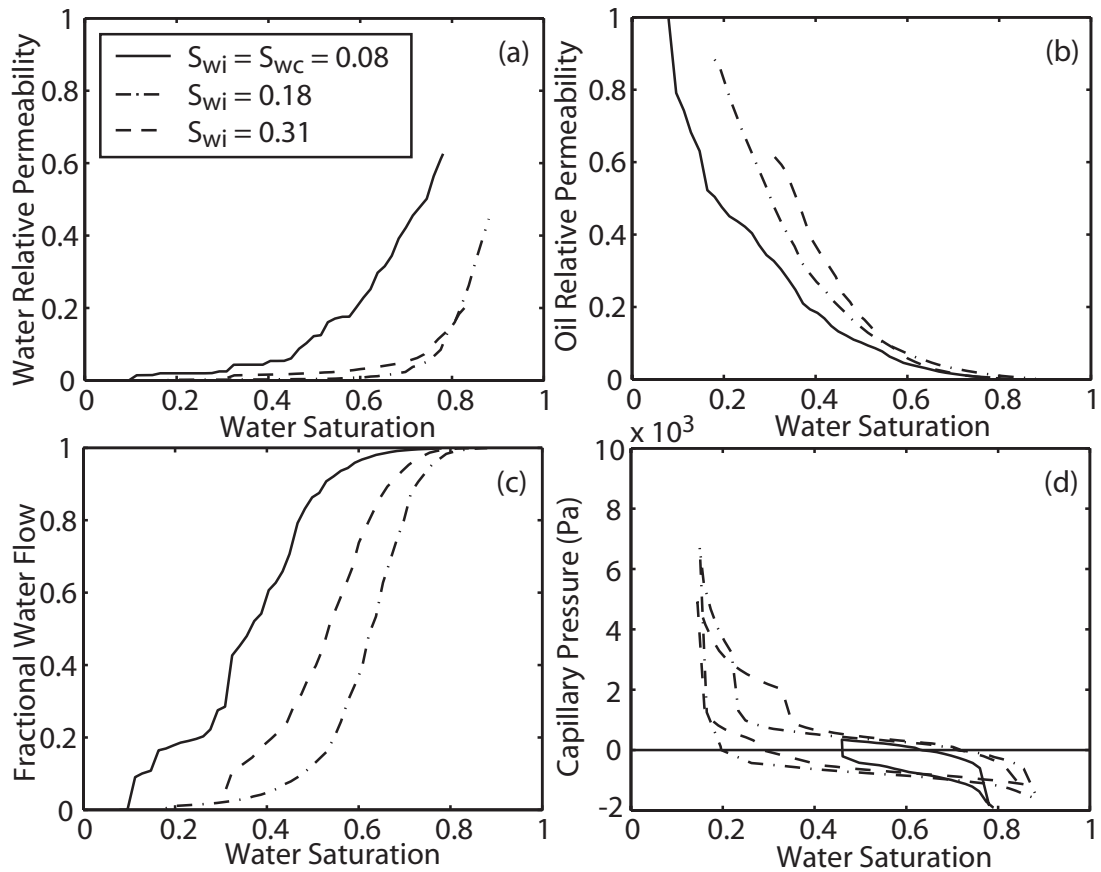 (a)
S_wi = S_wc = 0.08
S_wi = 0.18
S_wi = 0.31
Water Relative Permeability
1
0.8
0.6
0.4
0.2
0
0 0.2 0.4 0.6 0.8 1
Water Saturation
(b)
Oil Relative Permeability
1
0.8
0.6
0.4
0.2
0
0 0.2 0.4 0.6 0.8 1
Water Saturation
(c)
Fractional Water Flow
1
0.8
0.6
0.4
0.2
0
0 0.2 0.4 0.6 0.8 1
Water Saturation
(d)
x 10³
Capillary Pressure (Pa)
10
8
6
4
2
0
-2
0 0.2 0.4 0.6 0.8 1
Water Saturation